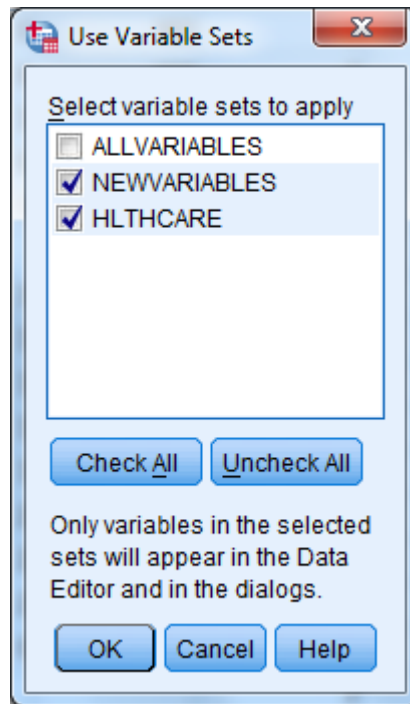 Use Variable Sets
Select variable sets to apply
ALLVARIABLES
NEWVARIABLES
HLTHCARE
Check All Uncheck All
Only variables in the selected
sets will appear in the Data
Editor and in the dialogs.
OK Cancel Help